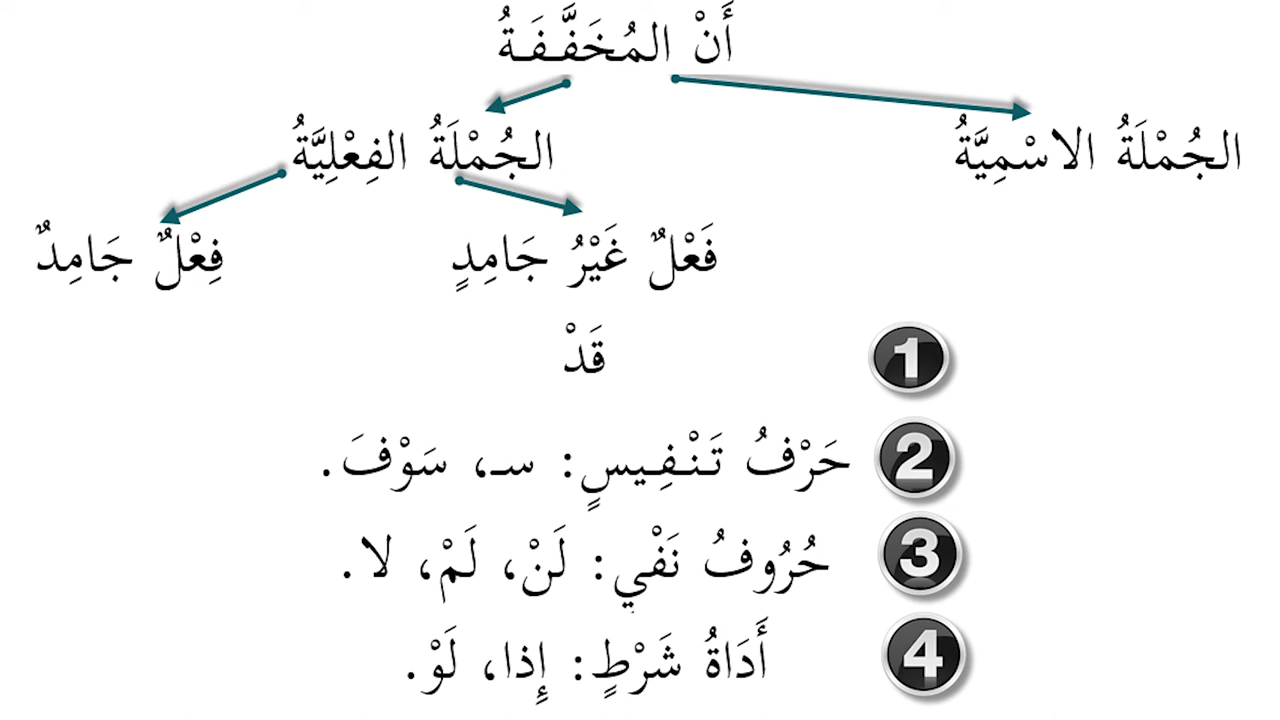 أَنْ المُخَفَّفَةُ
الجُمْلَةُ الاسْمِيَّةُ الجُمْلَةُ الفِعْلِيَّةُ
فَعْلٌ غَيْرُ جَامِدٍ فِعْلٌ جَامِدٌ
1 قَدْ
2 حَرْفُ تَنْفِيسٍ: سـ، سَوْفَ.
3 حُرُوفُ نَفْيٍ: لَنْ، لَمْ، لا.
4 أَدَاةُ شَرْطٍ: إِذا، لَوْ.